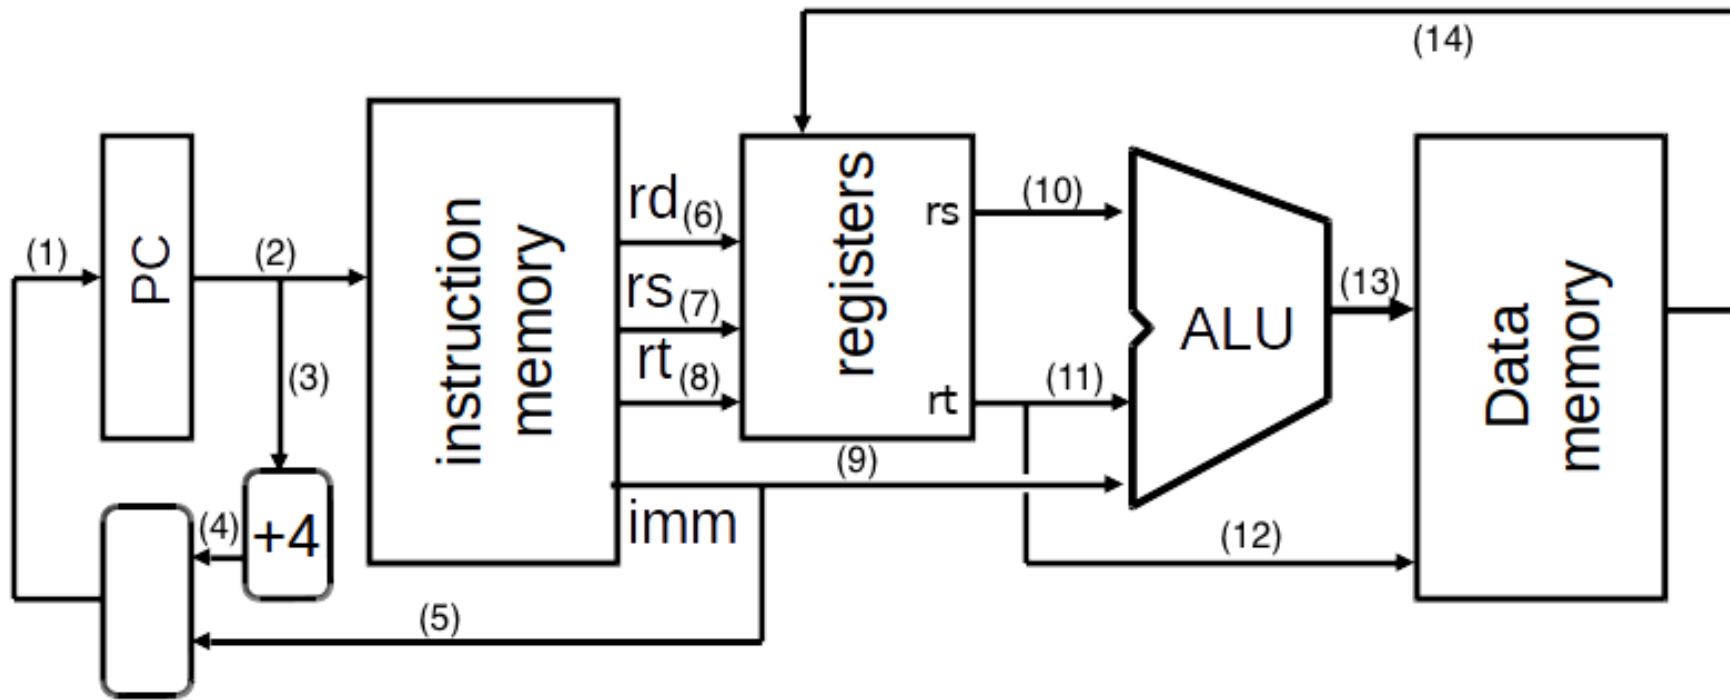 (14)
rd(6)
(10)
rs
(1)
(2)
PC
instruction
memory
registers
rs(7)
(13)
ALU
Data
memory
rt(8)
(3)
rt
(11)
(9)
imm
+4
(4)
(12)
(5)